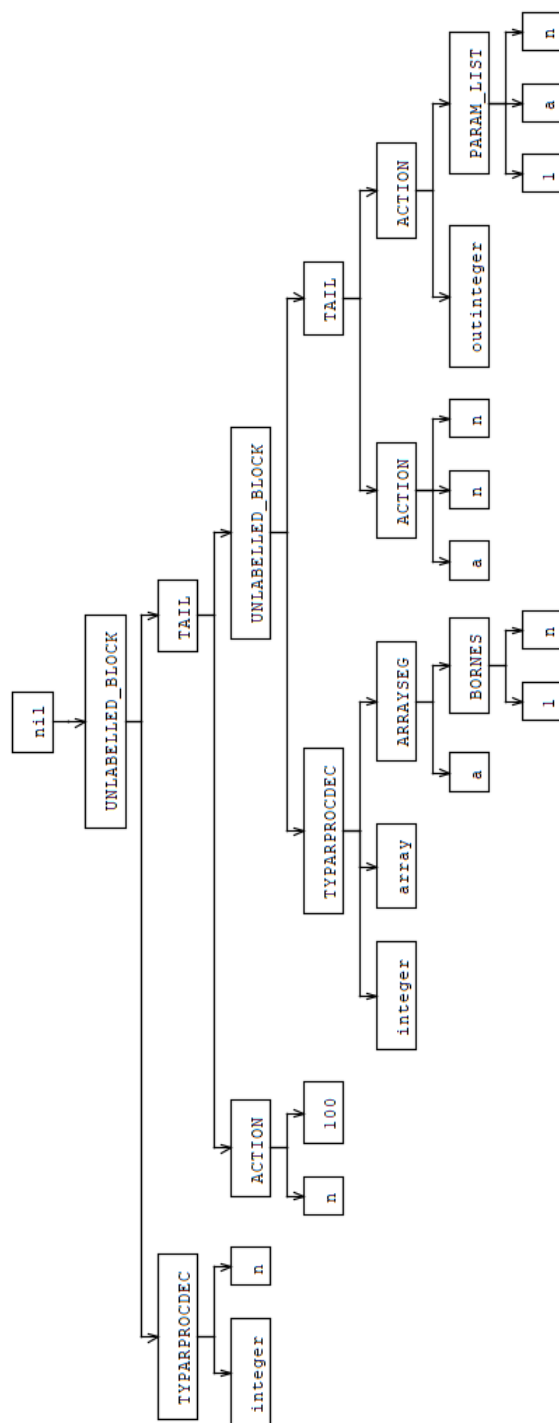 nil
UNLABELLED_BLOCK
TYPARPROCDEC TAIL
integer n ACTION UNLABELLED_BLOCK
n 100 TYPARPROCDEC TAIL
integer array ARRAYSEG ACTION ACTION
a BORNES a n n outinteger PARAM_LIST
1 n 1 a n